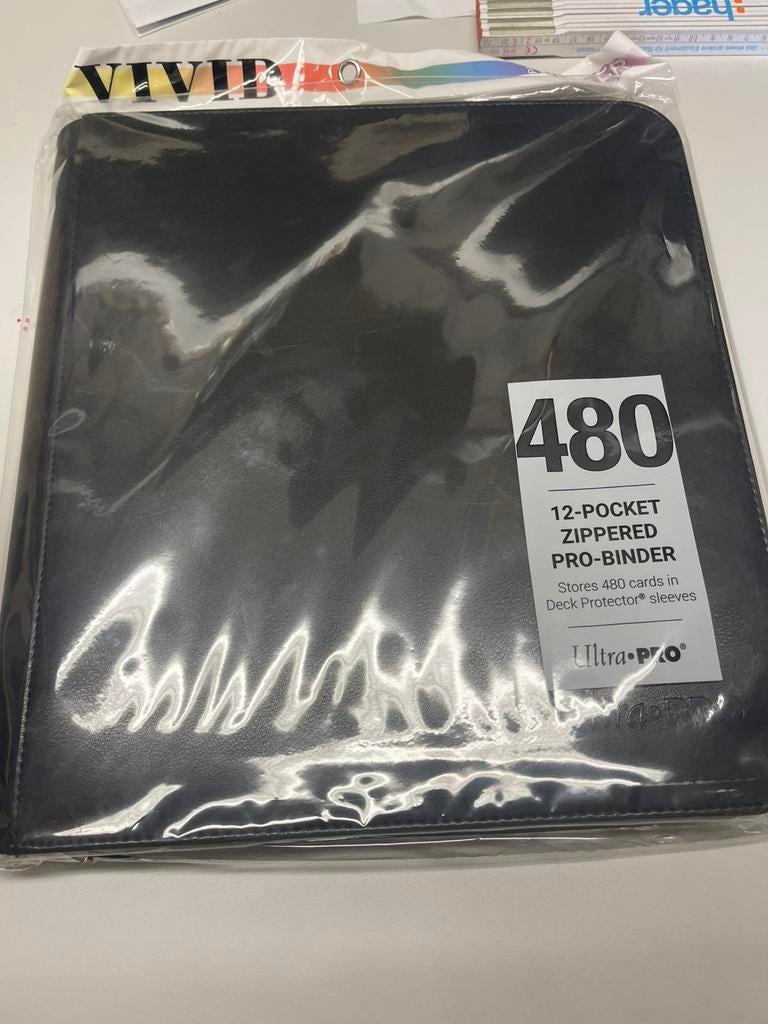 :hager
VIVID
480
12-POCKET
ZIPPERED
PRO-BINDER
Stores 480 cards in
Deck Protector® sleeves
Ultra•PRO®